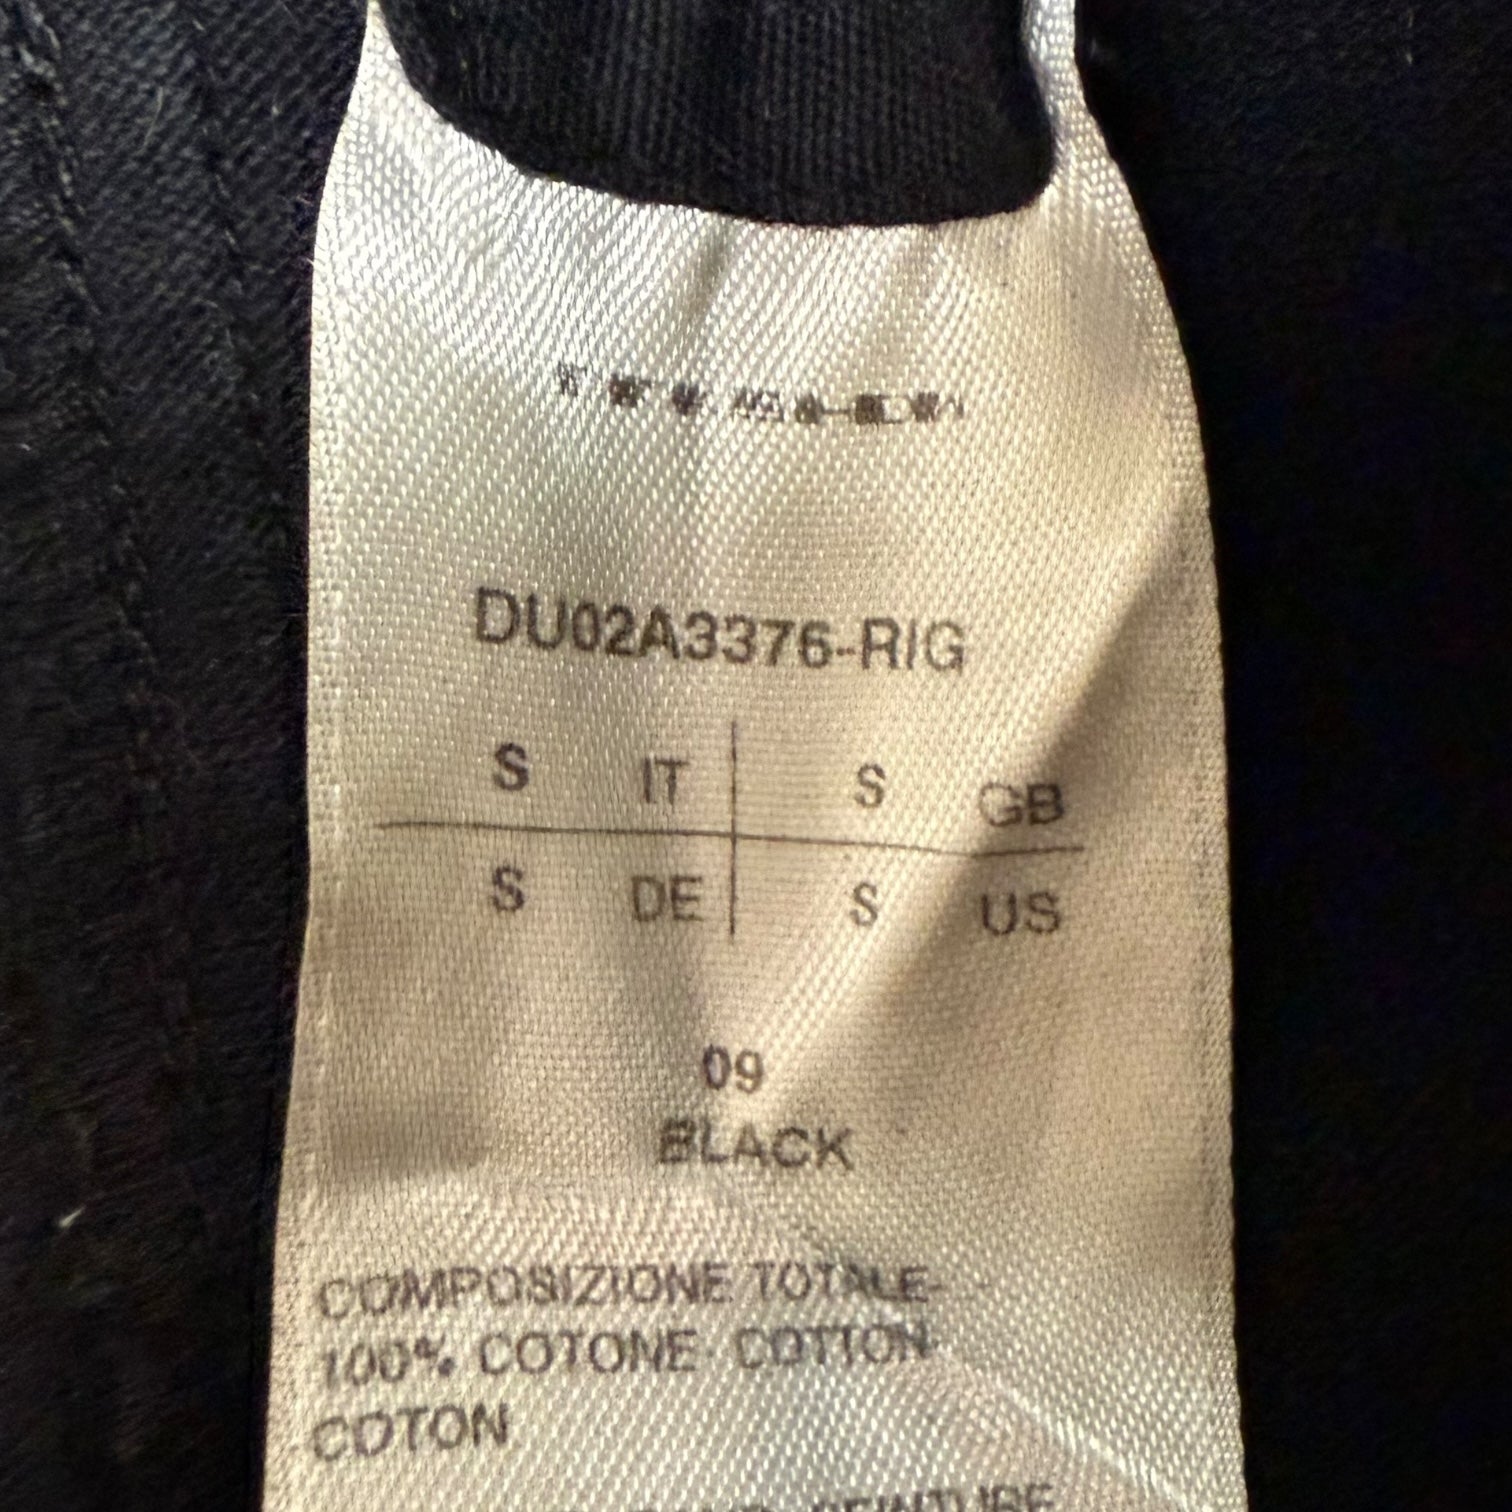 DU02A3376-RIG
S IT S GB
S DE S US
09
BLACK
COMPOSIZIONE TOTALE-
100% COTONE- COTTON-
COTON